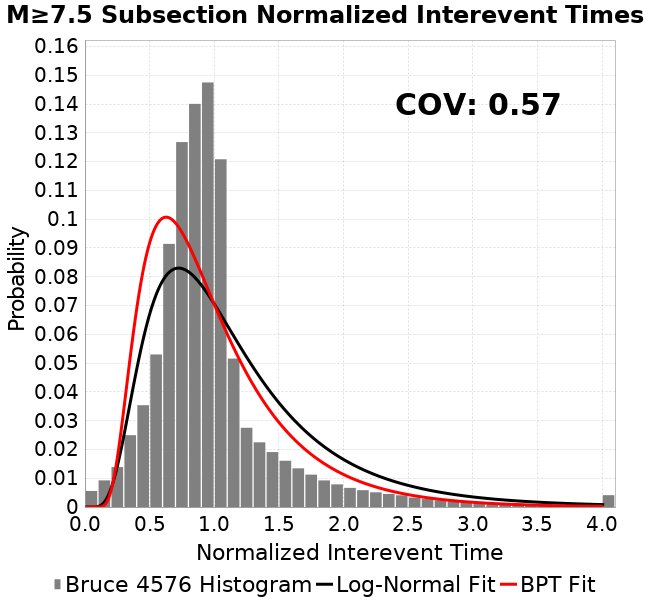 M≥7.5 Subsection Normalized Interevent Times
COV: 0.57
Probability
0.16
0.15
0.14
0.13
0.12
0.11
0.1
0.09
0.08
0.07
0.06
0.05
0.04
0.03
0.02
0.01
0
0.0 0.5 1.0 1.5 2.0 2.5 3.0 3.5 4.0
Normalized Interevent Time
Bruce 4576 Histogram Log-Normal Fit BPT Fit